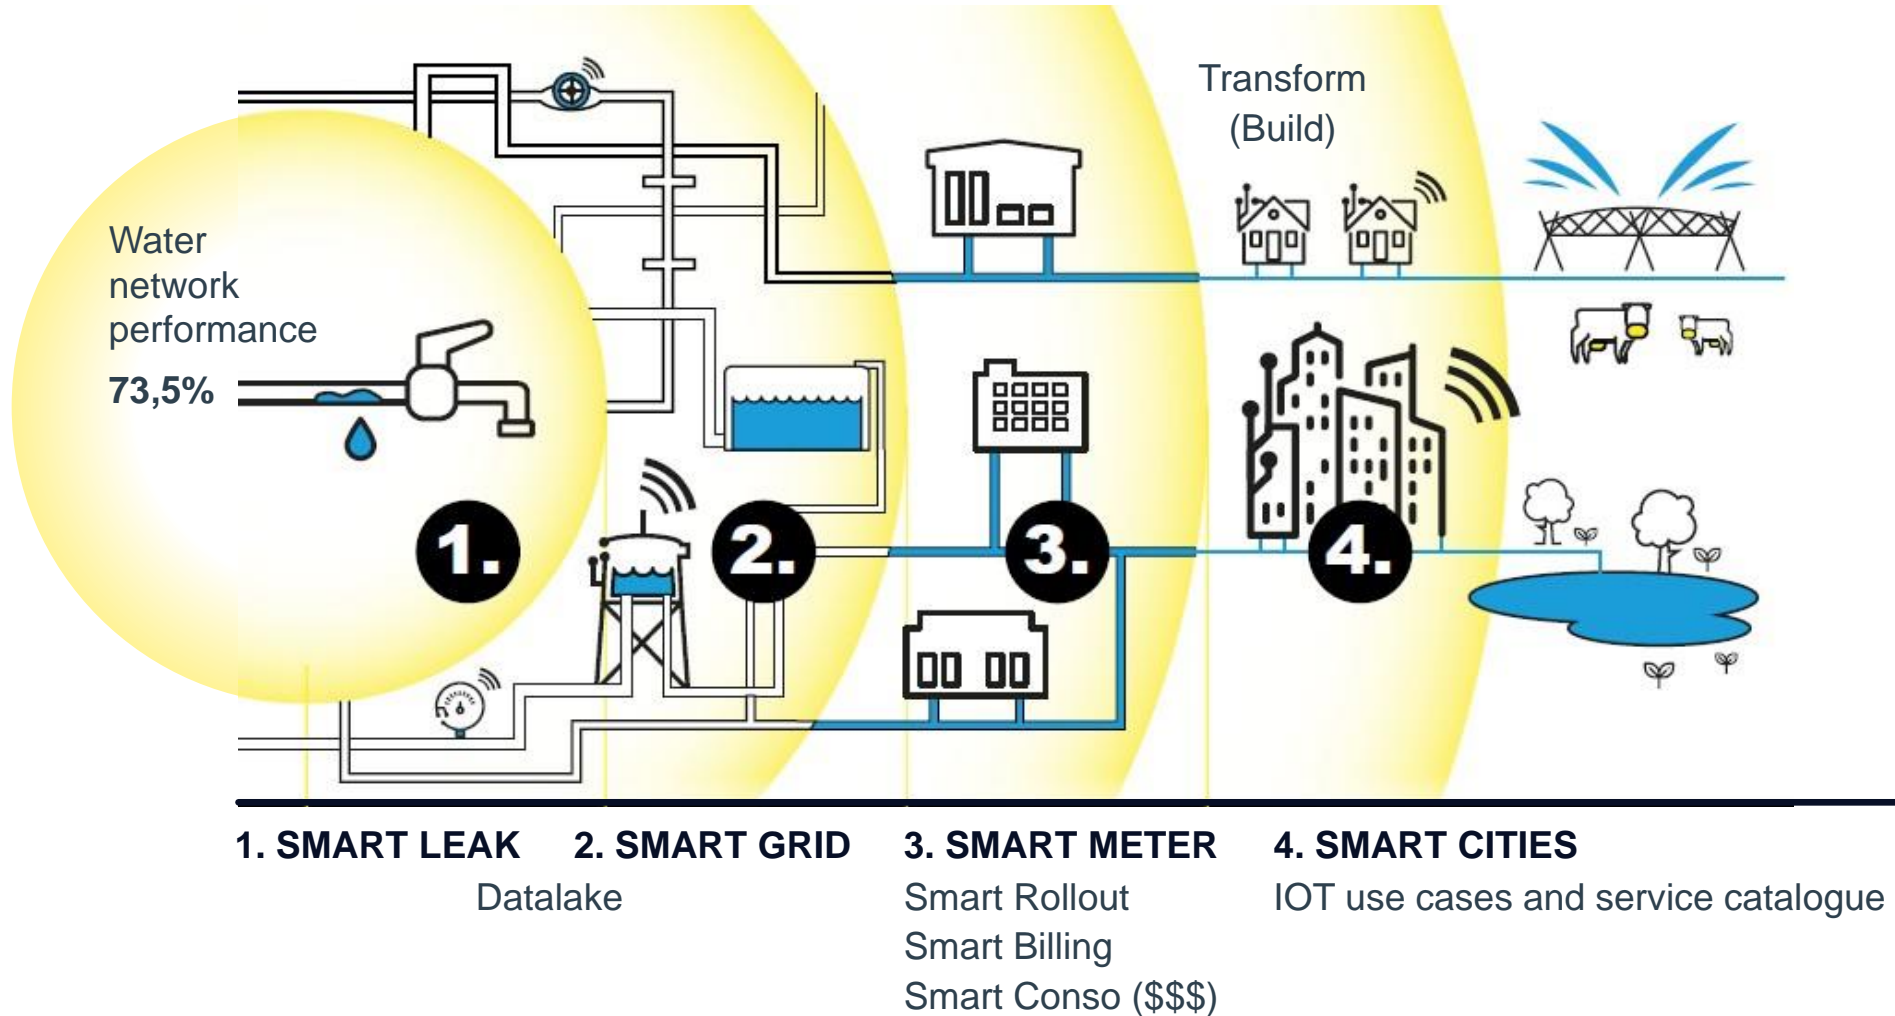 Transform
(Build)
Water
network
performance
73,5%
1.
2.
3.
4.
1. SMART LEAK
2. SMART GRID
Datalake
3. SMART METER
Smart Rollout
Smart Billing
Smart Conso ($$$)
4. SMART CITIES
IOT use cases and service catalogue